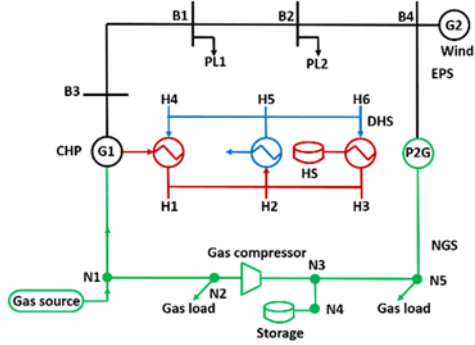 B1
B2
B4
G2
Wind
PL1
PL2
EPS
B3
H4
H5
H6
DHS
CHP
G1
HS
P2G
H1
H2
H3
NGS
Gas compressor
N1
N2
N3
N5
Gas source
Gas load
N4
Gas load
Storage